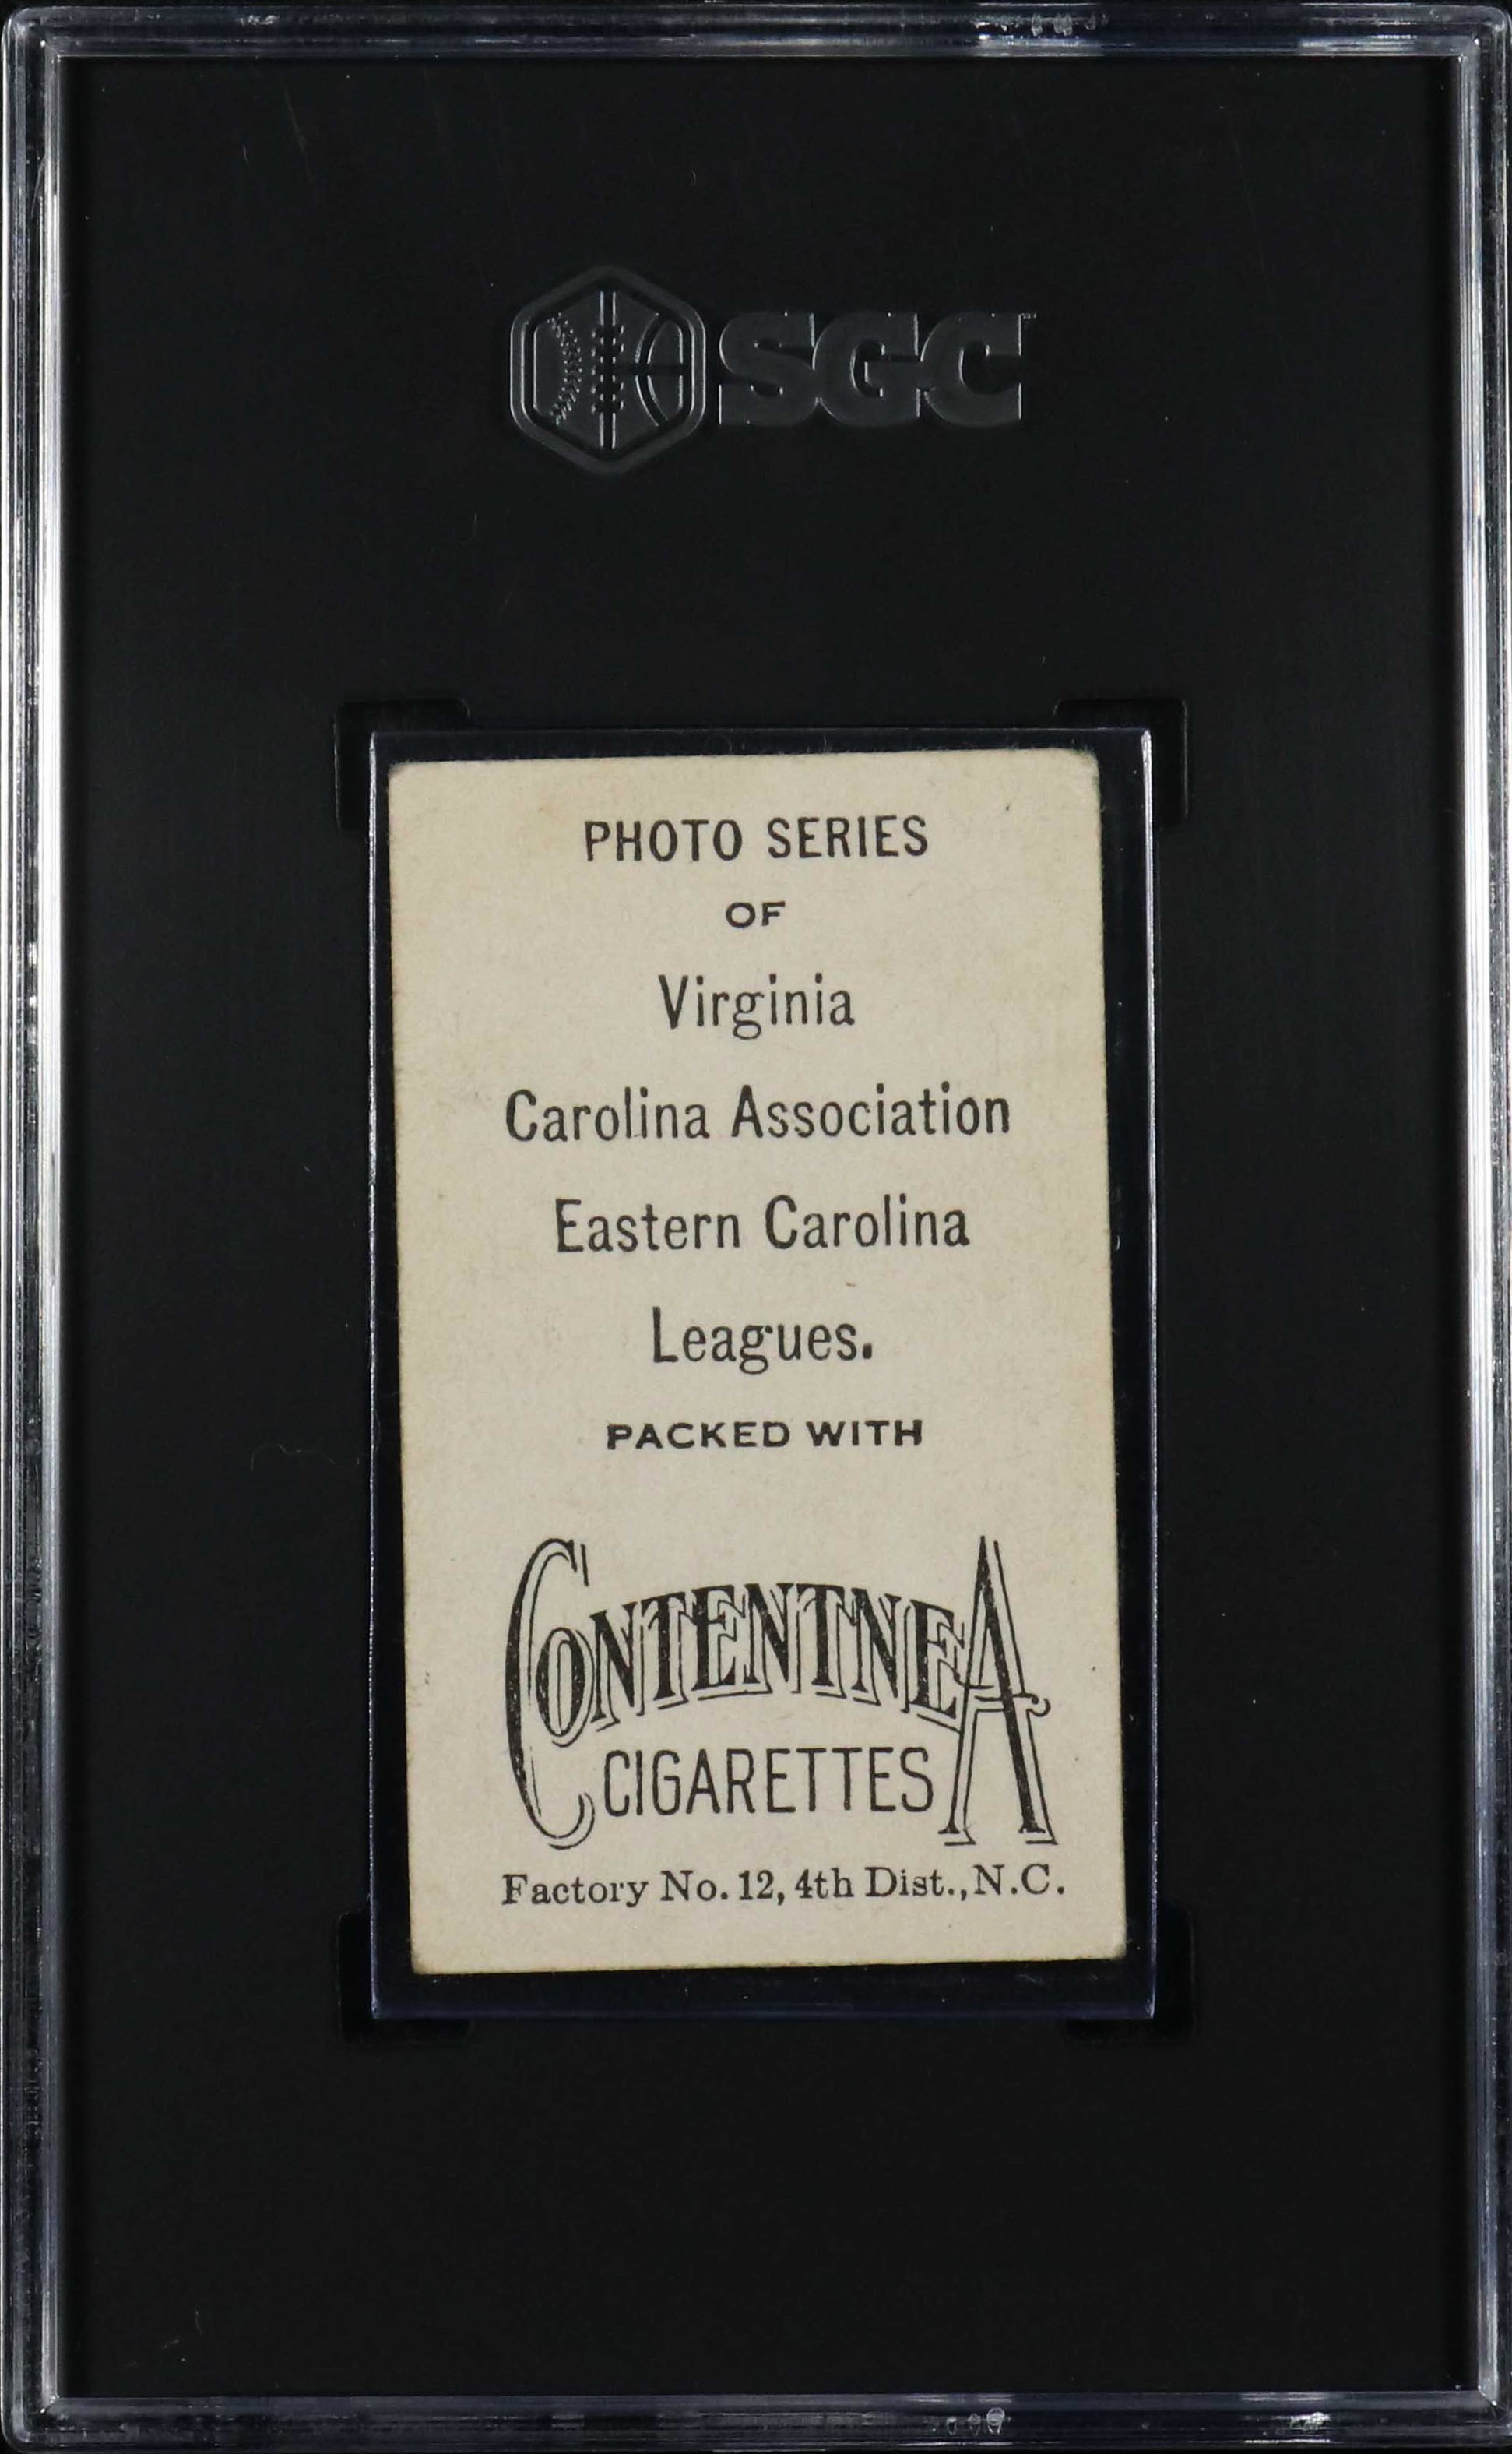 SGC
PHOTO SERIES
OF
Virginia
Carolina Association
Eastern Carolina
Leagues.
PACKED WITH
CONTENTNEA
CIGARETTES
Factory No. 12, 4th Dist., N.C.